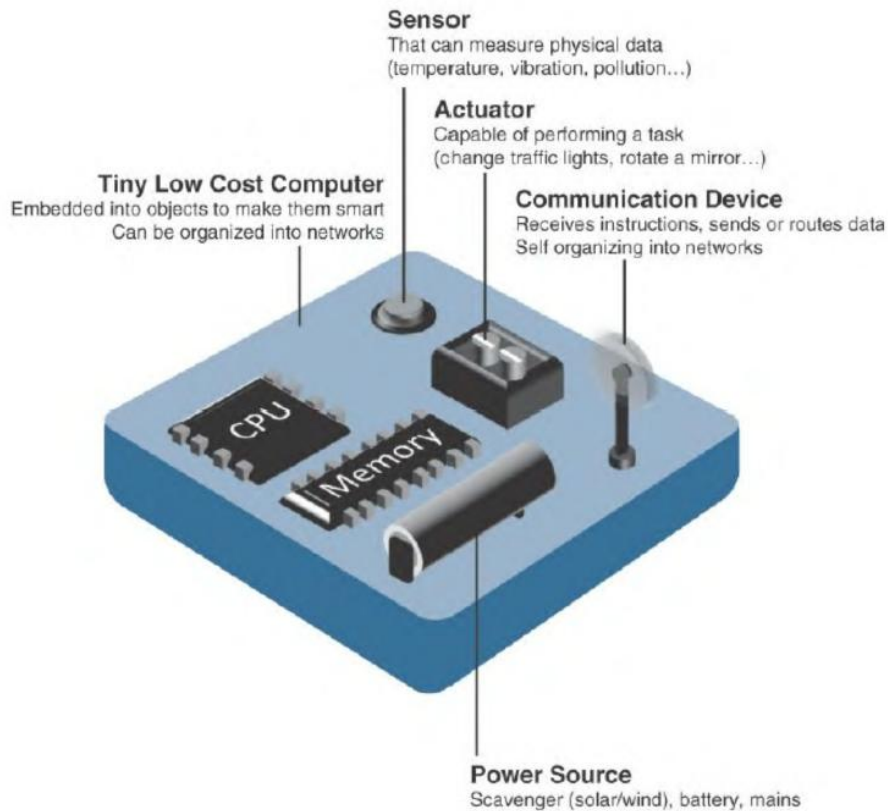 Sensor
That can measure physical data
(temperature, vibration, pollution...)
Actuator
Capable of performing a task
(change traffic lights, rotate a mirror...)
Tiny Low Cost Computer
Embedded into objects to make them smart
Can be organized into networks
Communication Device
Receives instructions, sends or routes data
Self organizing into networks
CPU
Memory
Power Source
Scavenger (solar/wind), battery, mains